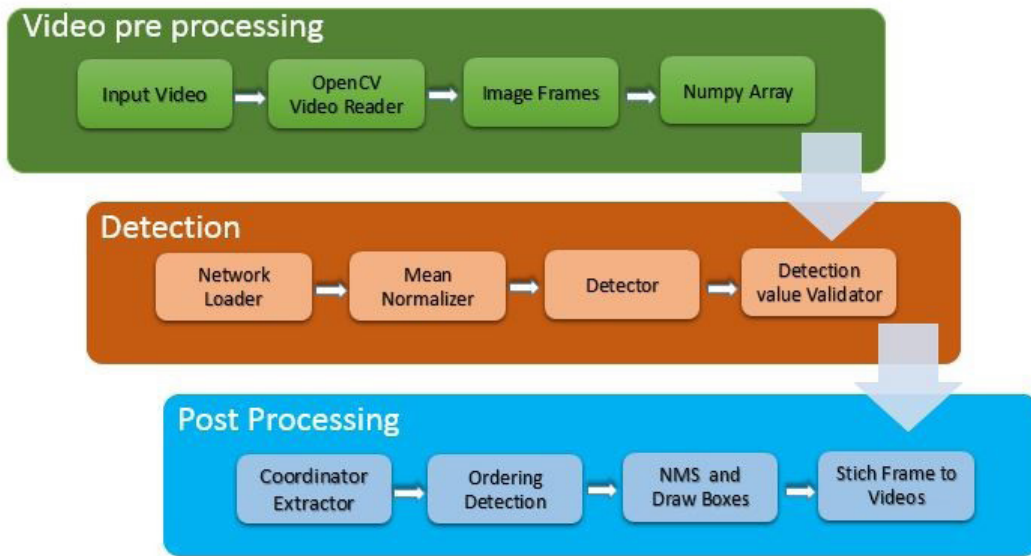 Video pre processing
Input Video
OpenCV
Video Reader
Image Frames
Numpy Array
Detection
Network
Loader
Mean
Normalizer
Detector
Detection
value Validator
Post Processing
Coordinator
Extractor
Ordering
Detection
NMS and
Draw Boxes
Stich Frame to
Videos